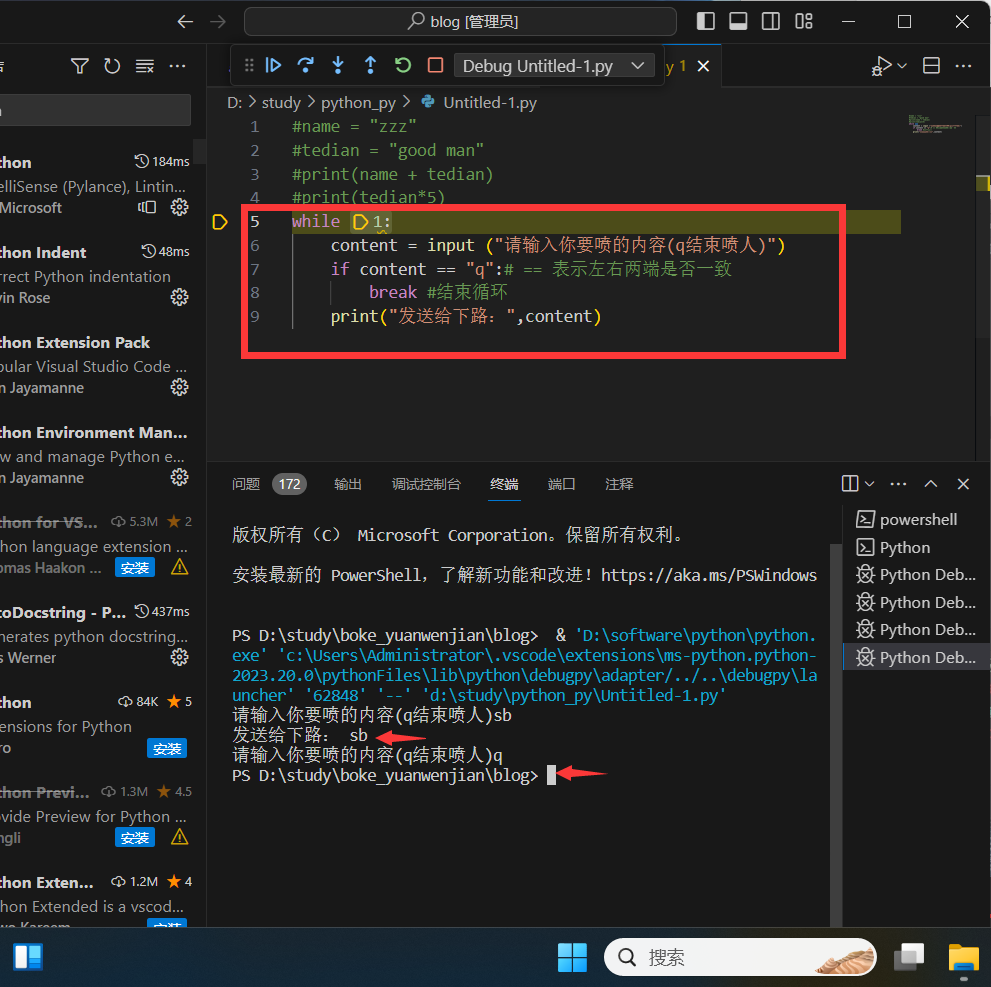 blog [管理员]
Debug Untitled-1.py
y 1
D: > study > python_py > Untitled-1.py
1 #name = "zzz"
2 #tedian = "good man"
3 #print(name + tedian)
4 #print(tedian*5)
5 while 1:
6 content = input ("请输入你要喷的内容(q结束喷人)")
7 if content == "q":# == 表示左右两端是否一致
8 break #结束循环
9 print("发送给下路: ",content)
thon 184ms
elliSense (Pylance), Lintin...
Microsoft
thon Indent 48ms
rrect Python indentation
vin Rose
thon Extension Pack
pular Visual Studio Code ...
n Jayamanne
thon Environment Man...
w and manage Python e...
n Jayamanne
thon for VS... 5.3M 2
hon language extension ...
omas Haakon ... 安装
toDocstring - P... 437ms
nerates python docstring...
s Werner
thon 84K 5
ensions for Python
ro 安装
thon Previ... 1.3M 4.5
vide Preview for Python ...
ngli 安装
thon Exten... 1.2M 4
hon Extended is a vscod...
wo Kareem 安装
问题 172 输出 调试控制台 终端 端口 注释
版权所有 (C) Microsoft Corporation。保留所有权利。
安装最新的 PowerShell，了解新功能和改进！https://aka.ms/PSWindows
PS D:\study\boke_yuanwenjian\blog> & 'D:\software\python\python.
exe' 'c:\Users\Administrator\.vscode\extensions\ms-python.python-
2023.20.0\pythonFiles\lib\python\debugpy\adapter/../..\debugpy\la
uncher' '62848' '--' 'd:\study\python_py\Untitled-1.py'
请输入你要喷的内容(q结束喷人)sb
发送给下路: sb
请输入你要喷的内容(q结束喷人)q
PS D:\study\boke_yuanwenjian\blog>
powershell
Python
Python Deb...
Python Deb...
Python Deb...
Python Deb...
搜索